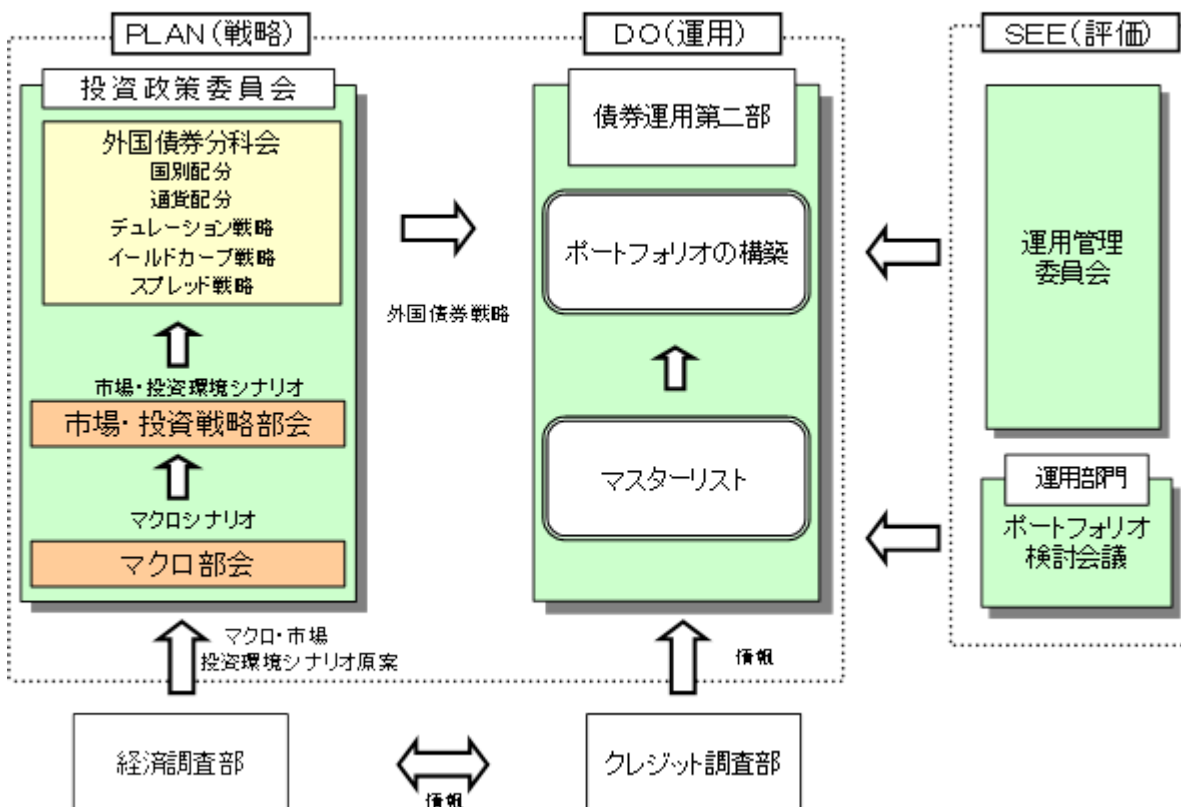 PLAN(戦略)
投資政策委員会
外国債券分科会
国別配分
通貨配分
デュレーション戦略
イールドカーブ戦略
スプレッド戦略
市場・投資環境シナリオ
市場・投資戦略部会
マクロシナリオ
マクロ部会
マクロ・市場
投資環境シナリオ原案
経済調査部
外国債券戦略
情報
DO(運用)
債券運用第二部
ポートフォリオの構築
マスターリスト
情報
クレジット調査部
SEE(評価)
運用管理
委員会
運用部門
ポートフォリオ
検討会議